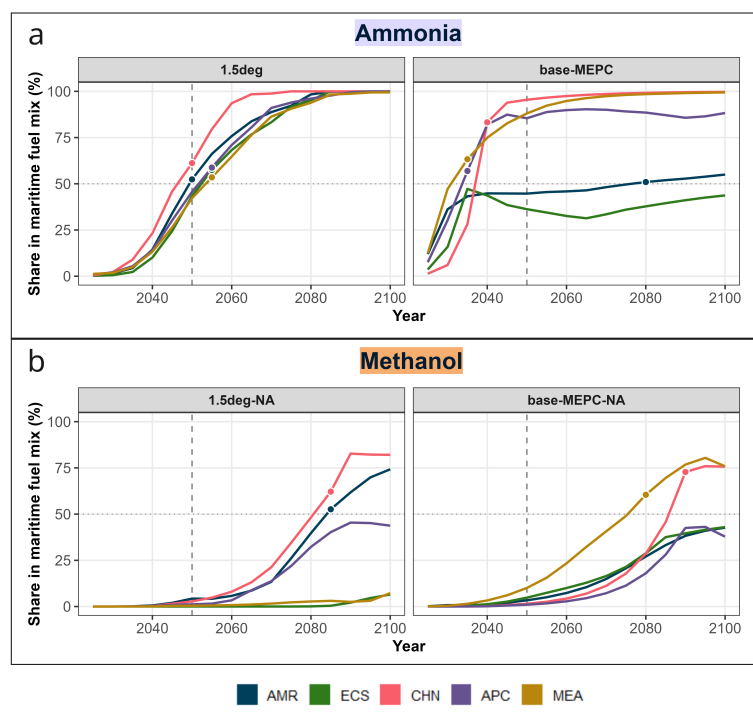 a
Ammonia
1.5deg
base-MEPC
Share in maritime fuel mix (%)
100
75
50
25
0
2040 2060 2080 2100 2040 2060 2080 2100
Year
b
Methanol
1.5deg-NA
base-MEPC-NA
Share in maritime fuel mix (%)
100
75
50
25
0
2040 2060 2080 2100 2040 2060 2080 2100
Year
AMR ECS CHN APC MEA